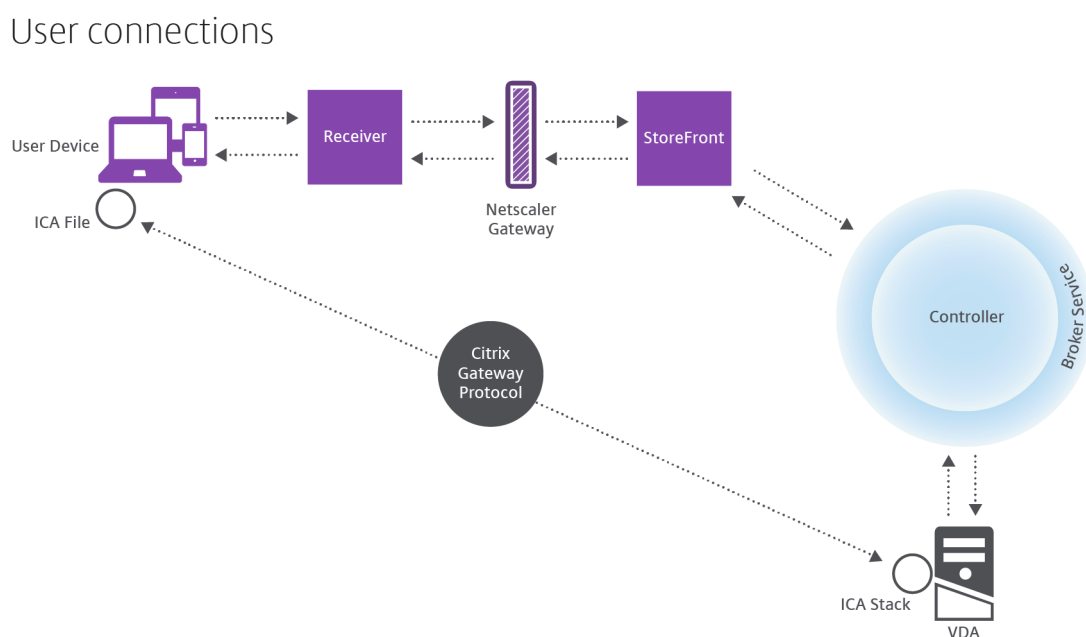 User connections
User Device
Receiver
StoreFront
ICA File
Netscaler
Gateway
Controller
Broker Service
Citrix
Gateway
Protocol
ICA Stack
VDA